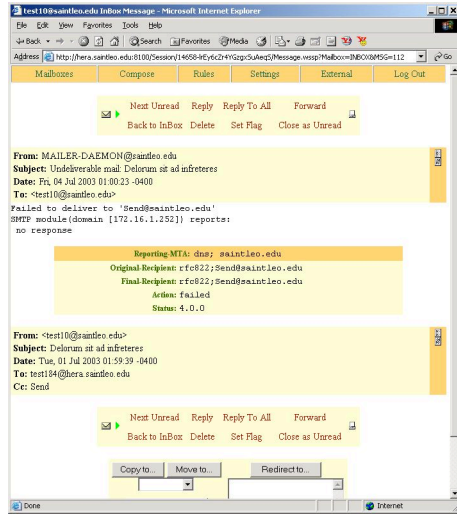 test10@saintleo.edu InBox Message - Microsoft Internet Explorer
File Edit View Favorites Tools Help
Back Search Favorites Media
Address http://hera.saintleo.edu:8100/Session/14658-lrEy6cZr4YGzgx5uAeq5/Message.wssp?Mailbox=INBOX&MSG=112 Go
Mailboxes Compose Rules Settings External Log Out
Next Unread Reply Reply To All Forward
Back to InBox Delete Set Flag Close as Unread
From: MAILER-DAEMON@saintleo.edu
Subject: Undeliverable mail: Delorum sit ad infreteres
Date: Fri, 04 Jul 2003 01:00:23 -0400
To: <test10@saintleo.edu>
Failed to deliver to 'Send@saintleo.edu'
SMTP module(domain [172.16.1.252]) reports:
no response
Reporting-MTA: dns; saintleo.edu
Original-Recipient: rfc822;Send@saintleo.edu
Final-Recipient: rfc822;Send@saintleo.edu
Action: failed
Status: 4.0.0
From: <test10@saintleo.edu>
Subject: Delorum sit ad infreteres
Date: Tue, 01 Jul 2003 01:59:39 -0400
To: test184@hera.saintleo.edu
Cc: Send
Next Unread Reply Reply To All Forward
Back to InBox Delete Set Flag Close as Unread
Copy to... Move to... Redirect to...
Done Internet